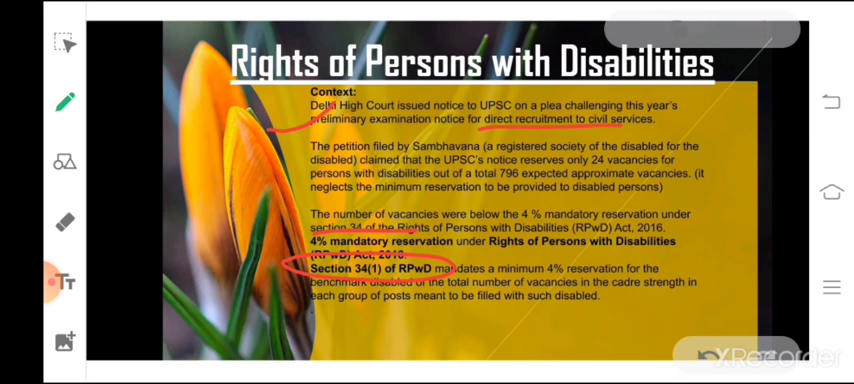 Rights of Persons with Disabilities
Context:
Delhi High Court issued notice to UPSC on a plea challenging this year's
preliminary examination notice for direct recruitment to civil services.
The petition filed by Sambhavana (a registered society of the disabled for the
disabled) claimed that the UPSC's notice reserves only 24 vacancies for
persons with disabilities out of a total 796 expected approximate vacancies. (it
neglects the minimum reservation to be provided to disabled persons)
The number of vacancies were below the 4 % mandatory reservation under
section 34 of the Rights of Persons with Disabilities (RPwD) Act, 2016.
4% mandatory reservation under Rights of Persons with Disabilities
(RPwD) Act, 2016.
Section 34(1) of RPwD mandates a minimum 4% reservation for the
benchmark disabled of the total number of vacancies in the cadre strength in
each group of posts meant to be filled with such disabled.
Tт
XRecorder